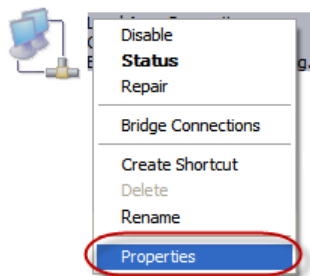 Disable
Status
Repair
Bridge Connections
Create Shortcut
Delete
Rename
Properties